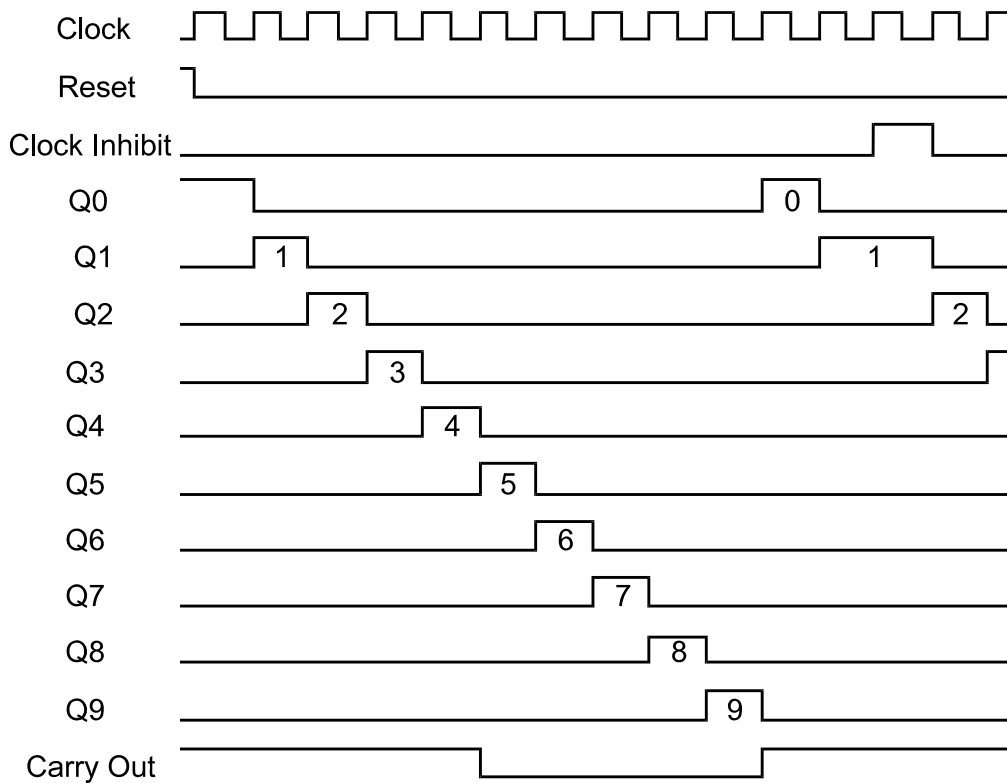 Clock
Reset
Clock Inhibit
Q0 0
Q1 1 1
Q2 2 2
Q3 3
Q4 4
Q5 5
Q6 6
Q7 7
Q8 8
Q9 9
Carry Out